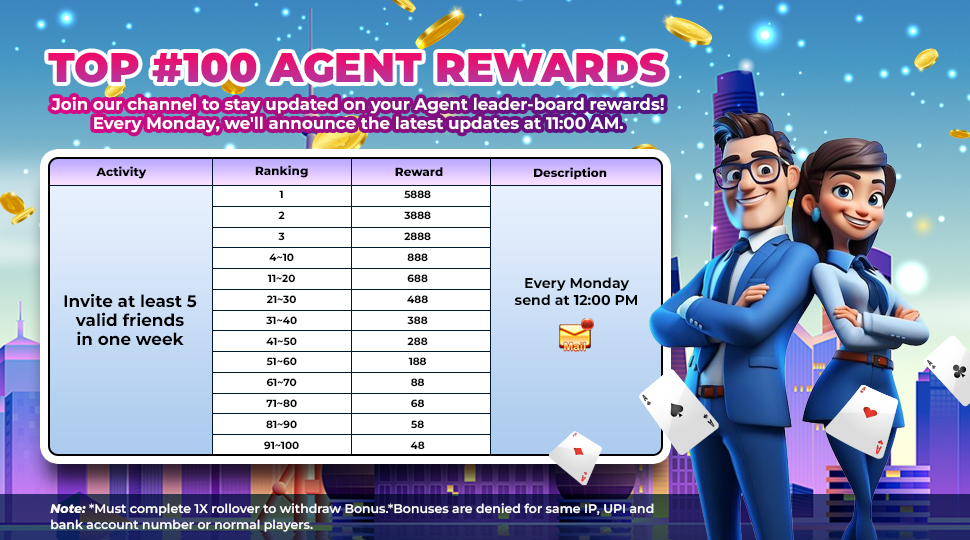 TOP #100 AGENT REWARDS
Join our channel to stay updated on your Agent leader-board rewards!
Every Monday, we'll announce the latest updates at 11:00 AM.
Activity Ranking Reward Description
1 5888
2 3888
3 2888
4~10 888
11~20 688
21~30 488
31~40 388
41~50 288
51~60 188
61~70 88
71~80 68
81~90 58
91~100 48
Invite at least 5
valid friends
in one week
Every Monday
send at 12:00 PM
Mail
A
A
A
A
A
A
Note: *Must complete 1X rollover to withdraw Bonus.*Bonuses are denied for same IP, UPI and
bank account number or normal players.